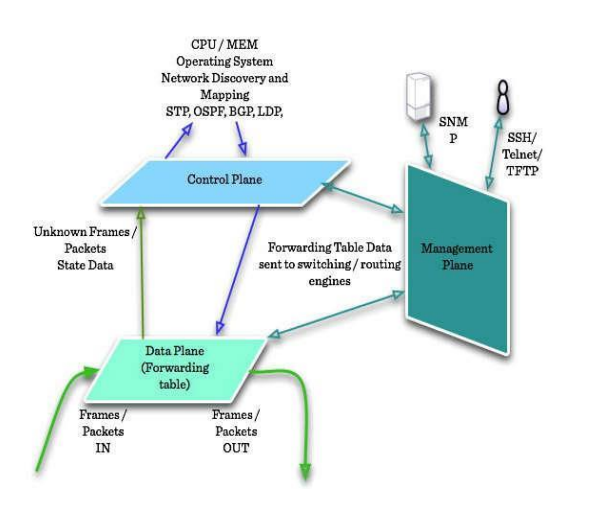 CPU / MEM
Operating System
Network Discovery and
Mapping
STP, OSPF, BGP, LDP,
SNM
P
SSH/
Telnet/
TFTP
Control Plane
Unknown Frames /
Packets
State Data
Forwarding Table Data
sent to switching / routing
engines
Management
Plane
Data Plane
(Forwarding
table)
Frames /
Packets
IN
Frames /
Packets
OUT